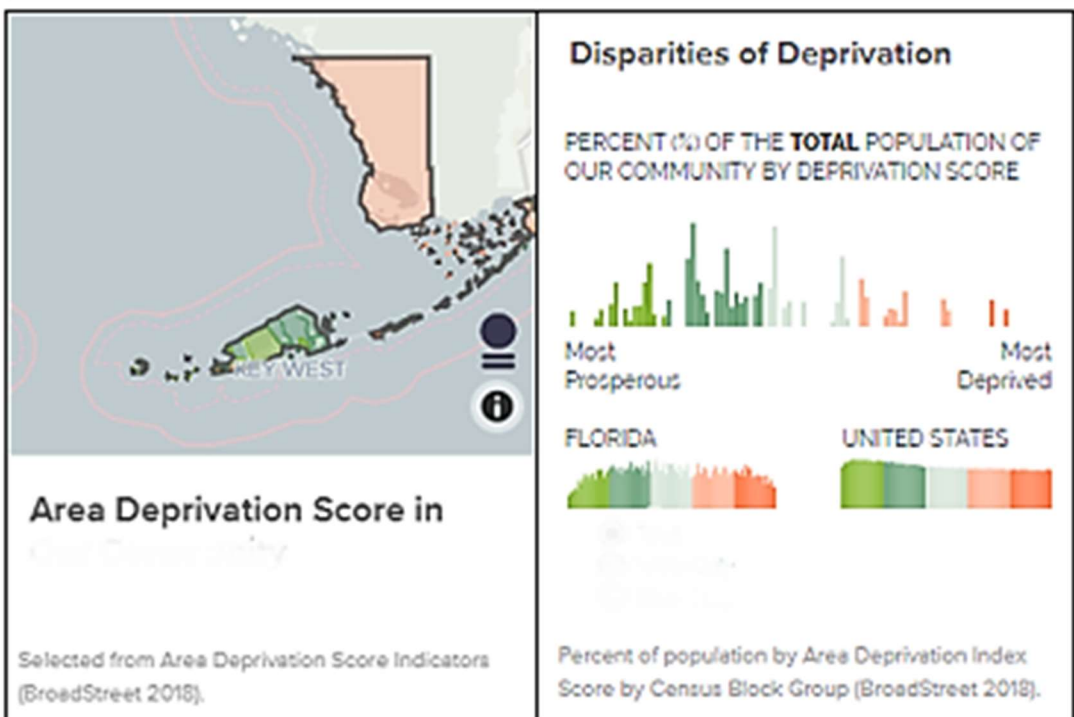 KEY WEST
Area Deprivation Score in
Selected from Area Deprivation Score Indicators
(BroadStreet 2018).
Disparities of Deprivation
PERCENT (%) OF THE TOTAL POPULATION OF
OUR COMMUNITY BY DEPRIVATION SCORE
Most
Prosperous
Most
Deprived
FLORIDA
UNITED STATES
Percent of population by Area Deprivation Index
Score by Census Block Group (BroadStreet 2018).